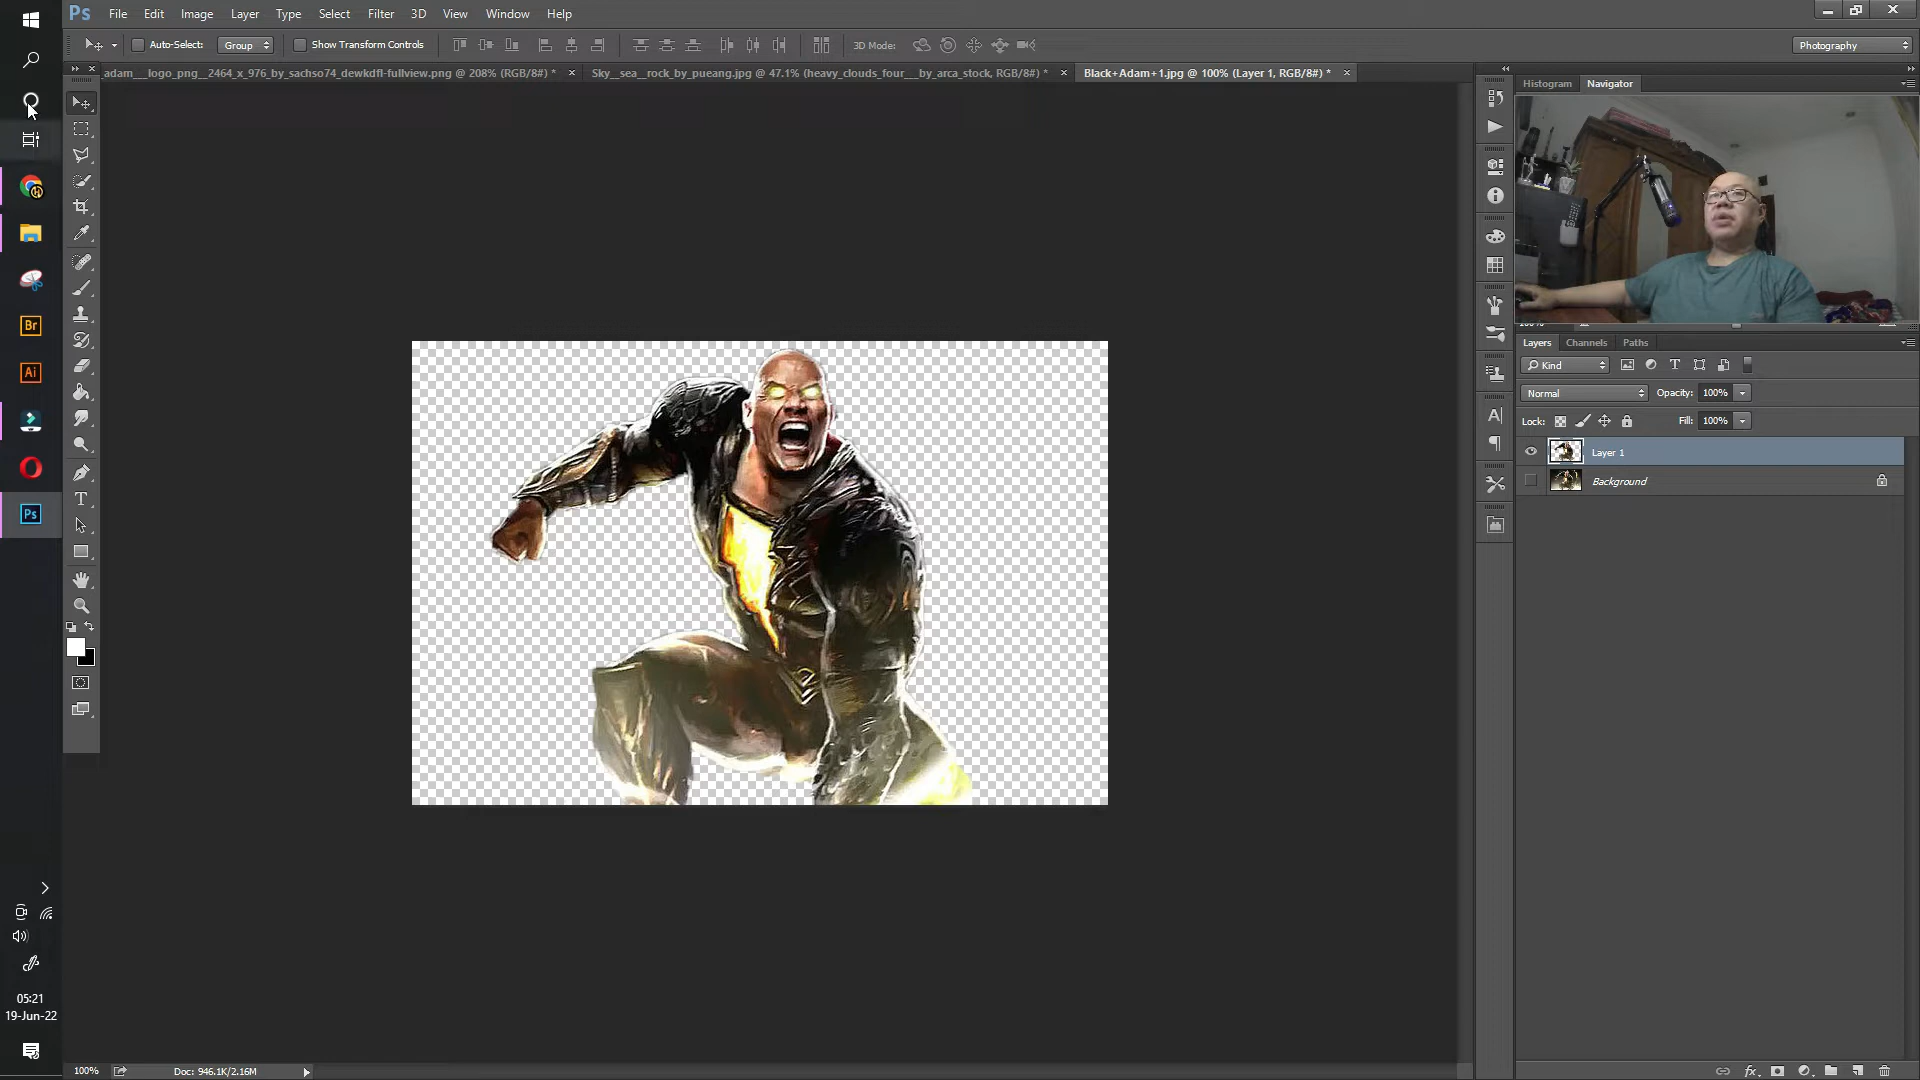 Ps File Edit Image Layer Type Select Filter 3D View Window Help
Auto-Select: Group Show Transform Controls 3D Mode: Photography
_adam__logo_png__2464_x_976_by_sachso74_dewkdfl-fullview.png @ 208% (RGB/8#) * × Sky__sea__rock_by_pueang.jpg @ 47.1% (heavy_clouds_four__by_arca_stock, RGB/8#) * × Black+Adam+1.jpg @ 100% (Layer 1, RGB/8#) * ×
Histogram Navigator
Layers Channels Paths
Kind
Normal Opacity: 100%
Lock: Fill: 100%
Layer 1
Background
Br
Ai
Ps
05:21
19-Jun-22
100% Doc: 946.1K/2.16M